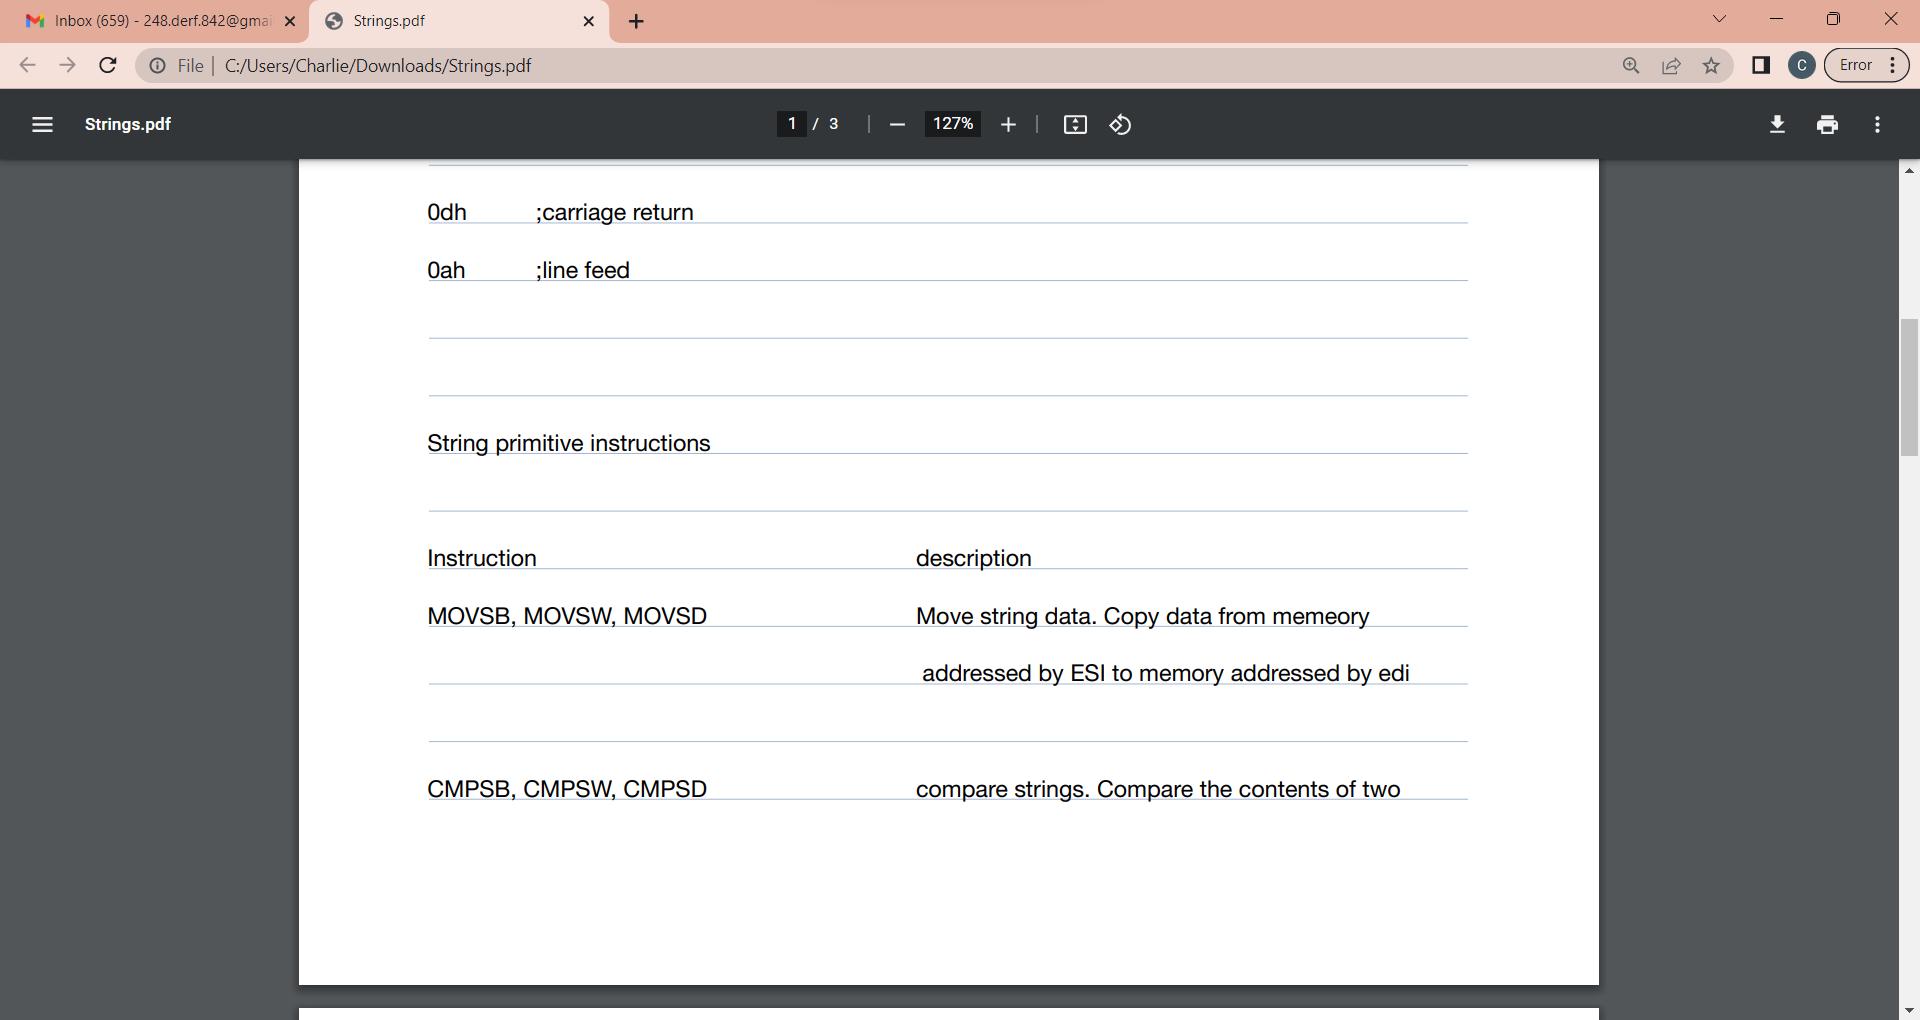 Inbox (659) - 248.derf.842@gmai
Strings.pdf
File
C:/Users/Charlie/Downloads/Strings.pdf
C
Error
Strings.pdf
1 / 3
127%
0dh ;carriage return
0ah ;line feed
String primitive instructions
Instruction description
MOVSB, MOVSW, MOVSD Move string data. Copy data from memeory
addressed by ESI to memory addressed by edi
CMPSB, CMPSW, CMPSD compare strings. Compare the contents of two